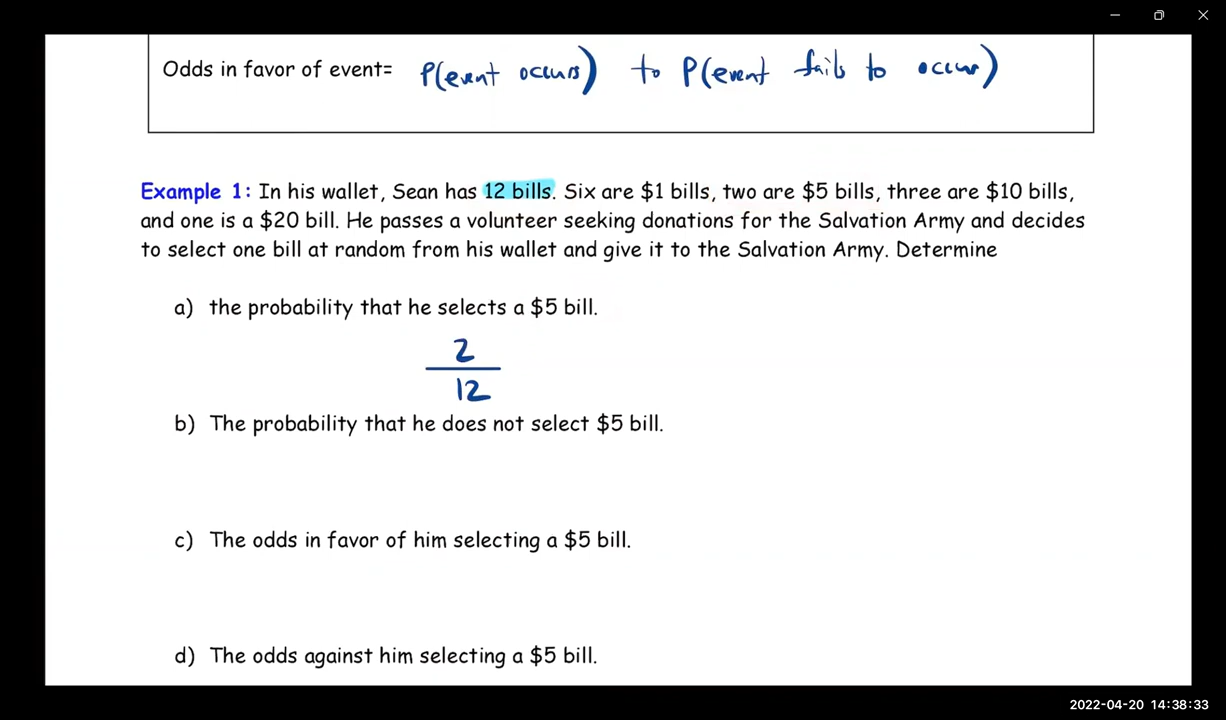 Odds in favor of event= P(event occurs) to P(event fails to occur)
Example 1: In his wallet, Sean has 12 bills. Six are $1 bills, two are $5 bills, three are $10 bills,
and one is a $20 bill. He passes a volunteer seeking donations for the Salvation Army and decides
to select one bill at random from his wallet and give it to the Salvation Army. Determine
a) the probability that he selects a $5 bill.
2
12
b) The probability that he does not select $5 bill.
c) The odds in favor of him selecting a $5 bill.
d) The odds against him selecting a $5 bill.
2022-04-20 14:38:33